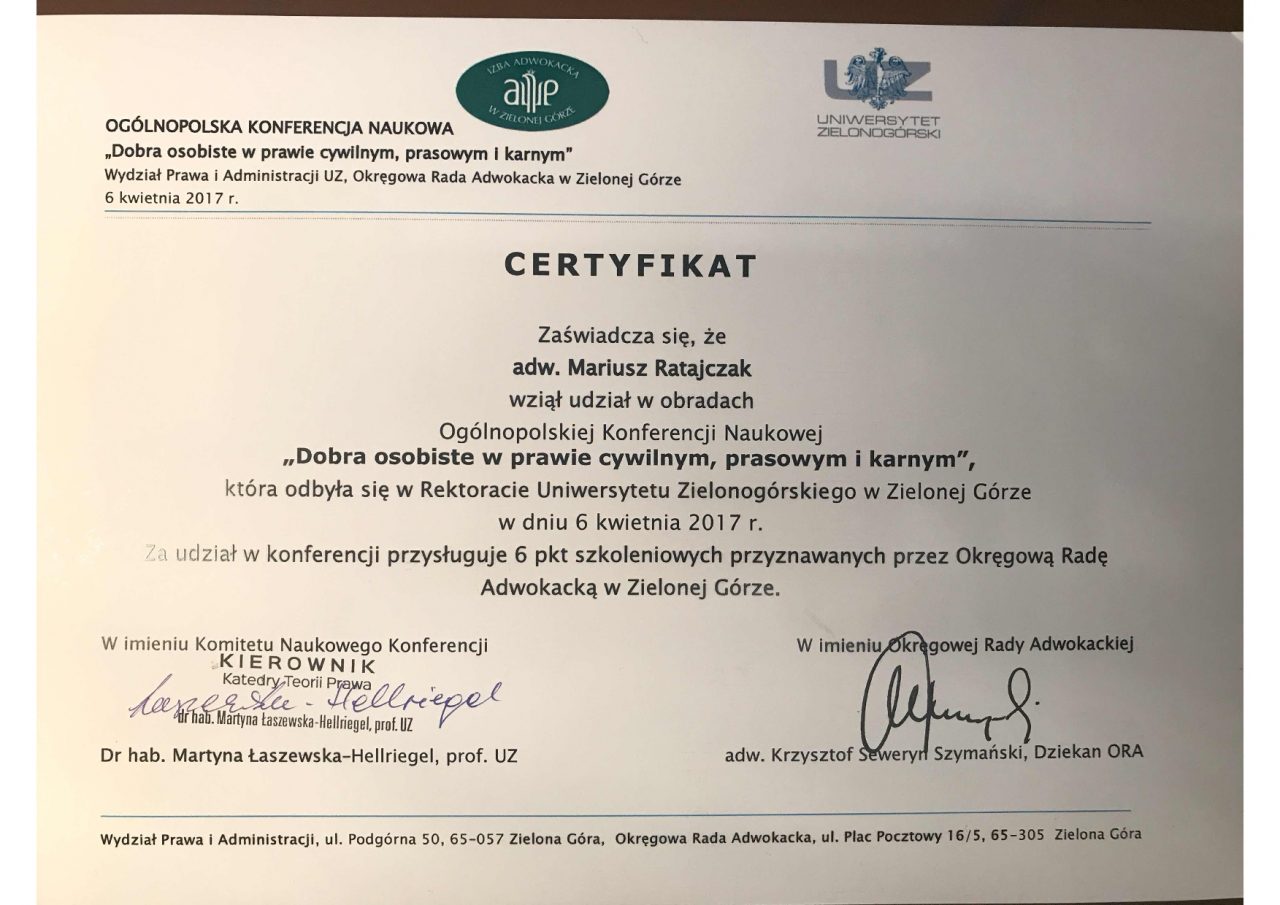 IZBA ADWOKACKA
W ZIELONEJ GÓRZE
UZ
UNIWERSYTET
ZIELONOGÓRSKI
OGÓLNOPOLSKA KONFERENCJA NAUKOWA
„Dobra osobiste w prawie cywilnym, prasowym i karnym”
Wydział Prawa i Administracji UZ, Okręgowa Rada Adwokacka w Zielonej Górze
6 kwietnia 2017 r.
CERTYFIKAT
Zaświadcza się, że
adw. Mariusz Ratajczak
wziął udział w obradach
Ogólnopolskiej Konferencji Naukowej
„Dobra osobiste w prawie cywilnym, prasowym i karnym”,
która odbyła się w Rektoracie Uniwersytetu Zielonogórskiego w Zielonej Górze
w dniu 6 kwietnia 2017 r.
Za udział w konferencji przysługuje 6 pkt szkoleniowych przyznawanych przez Okręgową Radę
Adwokacką w Zielonej Górze.
W imieniu Komitetu Naukowego Konferencji
KIEROWNIK
Katedry Teorii Prawa
Łaszewska-Hellriegel
dr hab. Martyna Łaszewska-Hellriegel, prof. UZ
Dr hab. Martyna Łaszewska-Hellriegel, prof. UZ
W imieniu Okręgowej Rady Adwokackiej
adw. Krzysztof Seweryn Szymański, Dziekan ORA
Wydział Prawa i Administracji, ul. Podgórna 50, 65-057 Zielona Góra, Okręgowa Rada Adwokacka, ul. Plac Pocztowy 16/5, 65-305 Zielona Góra